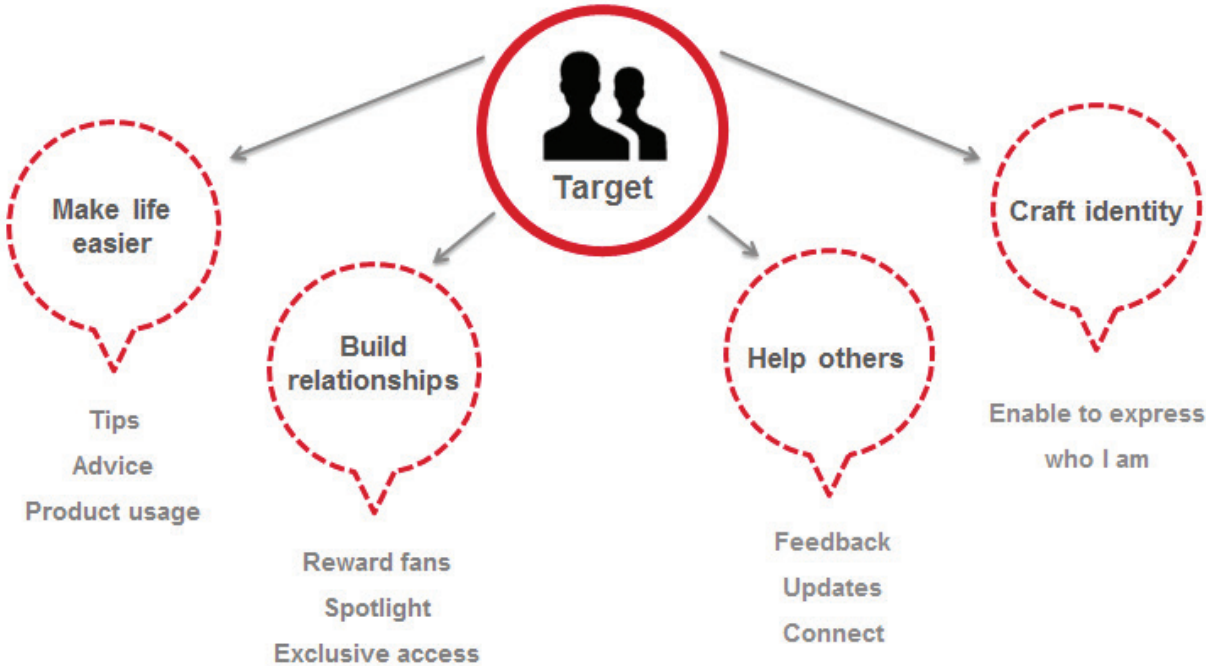 Target
Make life
easier
Tips
Advice
Product usage
Build
relationships
Reward fans
Spotlight
Exclusive access
Help others
Feedback
Updates
Connect
Craft identity
Enable to express
who I am